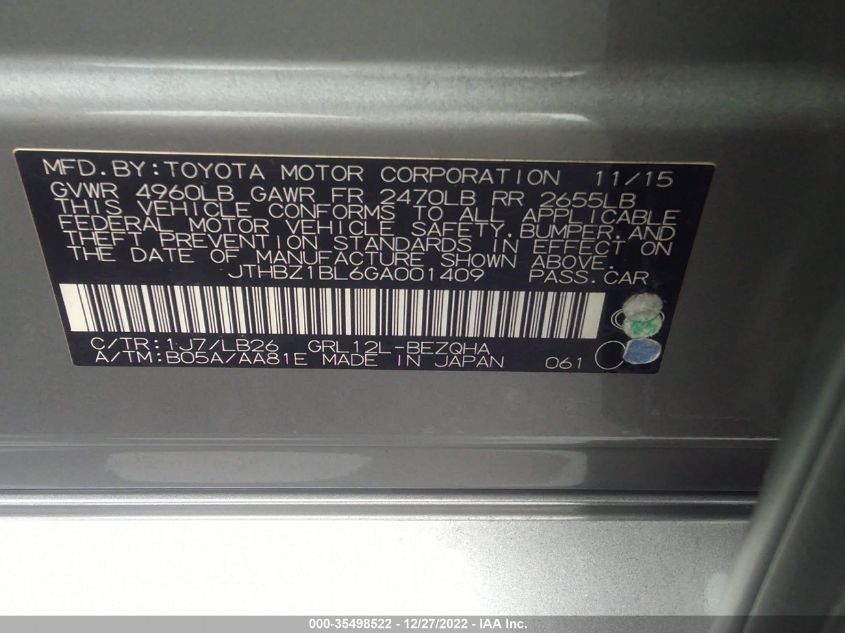 MFD.BY:TOYOTA MOTOR CORPORATION 11/15
GVWR 4960LB GAWR FR 2470LB RR 2655LB
THIS VEHICLE CONFORMS TO ALL APPLICABLE
FEDERAL MOTOR VEHICLE SAFETY,BUMPER,AND
THEFT PREVENTION STANDARDS IN EFFECT ON
THE DATE OF MANUFACTURE SHOWN ABOVE.
JTHBZ1BL6GA001409 PASS.CAR
C/TR:1J7/LB26 GRL12L-BEZQHA
A/TM:B05A/AA81E MADE IN JAPAN 061
000-35498522 - 12/27/2022 - IAA Inc.